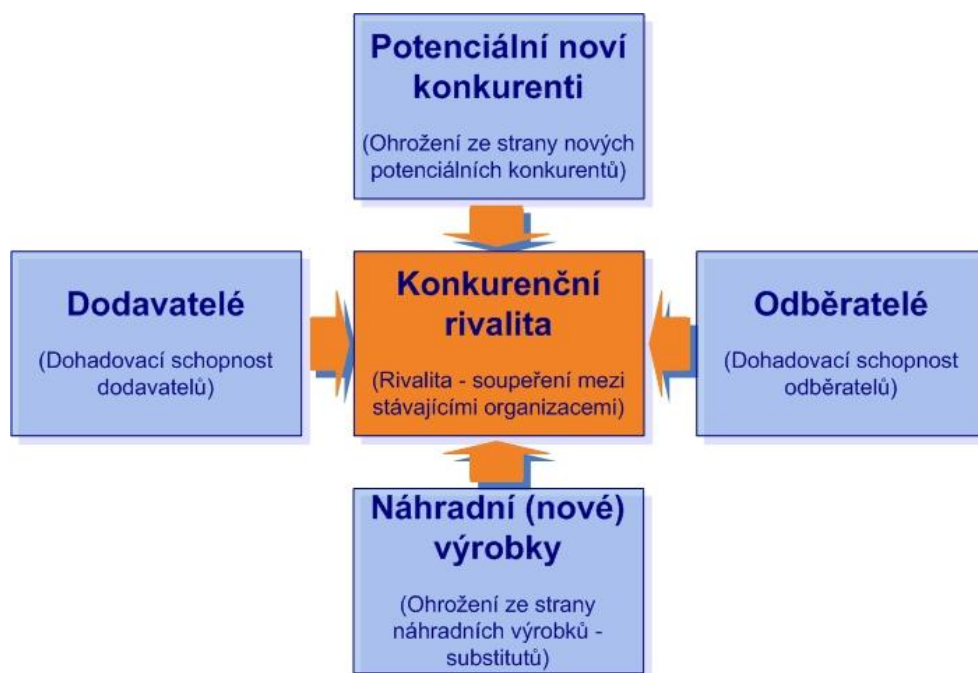 Potenciální noví
konkurenti
(Ohrožení ze strany nových
potenciálních konkurentů)
Dodavatelé
(Dohadovací schopnost
dodavatelů)
Konkurenční
rivalita
(Rivalita - soupeření mezi
stávajícími organizacemi)
Odběratelé
(Dohadovací schopnost
odběratelů)
Náhradní (nové)
výrobky
(Ohrožení ze strany
náhradních výrobků -
substitutů)